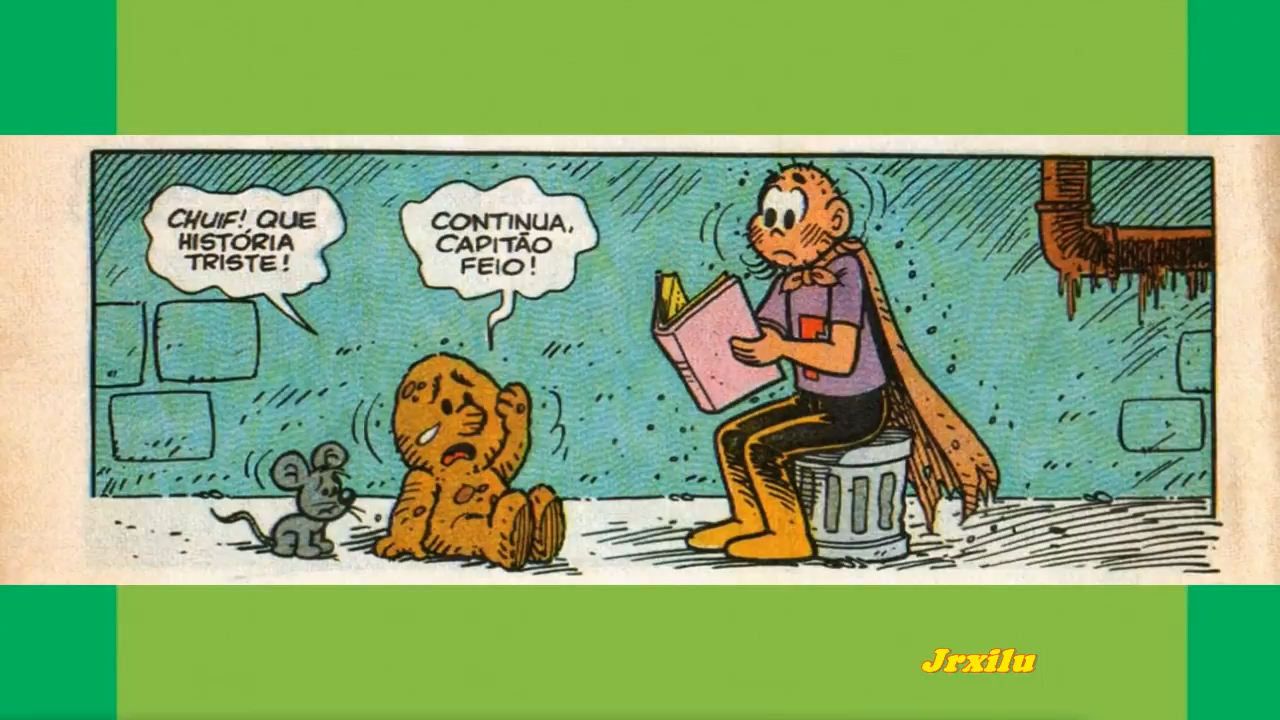 CHUIF! QUE
HISTÓRIA
TRISTE!
CONTINUA,
CAPITÃO
FEIO!
Jrxilu